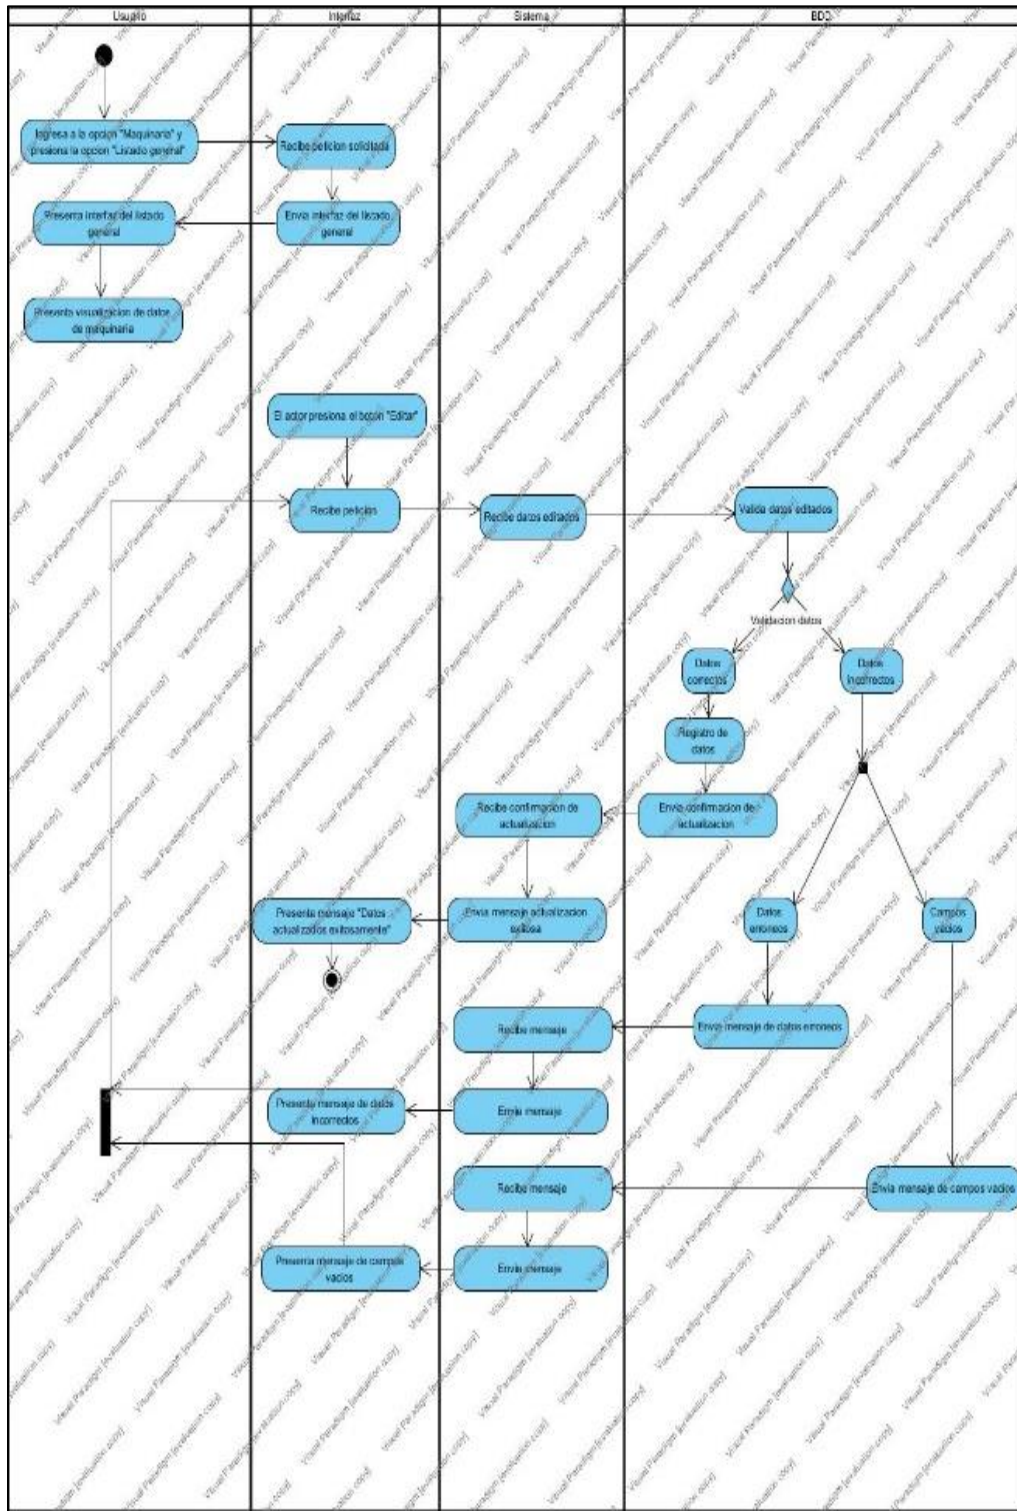 Usuario
Interfaz
Sistema
BDD
Ingresa a la opcion "Maquinaria" y
presiona la opcion "Listado general"
Recibe peticion solicitada
Presenta interfaz del listado
general
Envia interfaz del listado
general
Presenta visualizacion de datos
de maquinaria
El actor presiona el botón "Editar"
Recibe peticion
Recibe datos editados
Valida datos editados
Validacion datos
Datos
correctos
Datos
incorrectos
Registro de
datos
Recibe confirmacion de
actualizacion
Envia confirmacion de
actualizacion
Presenta mensaje "Datos
actualizados exitosamente"
Envia mensaje actualizacion
exitosa
Datos
erroneos
Campos
vacios
Recibe mensaje
Envia mensaje de datos erroneos
Presenta mensaje de datos
incorrectos
Envia mensaje
Recibe mensaje
Envia mensaje de campos vacios
Presenta mensaje de campos
vacios
Envia mensaje
Visual Paradigm [evaluation copy]